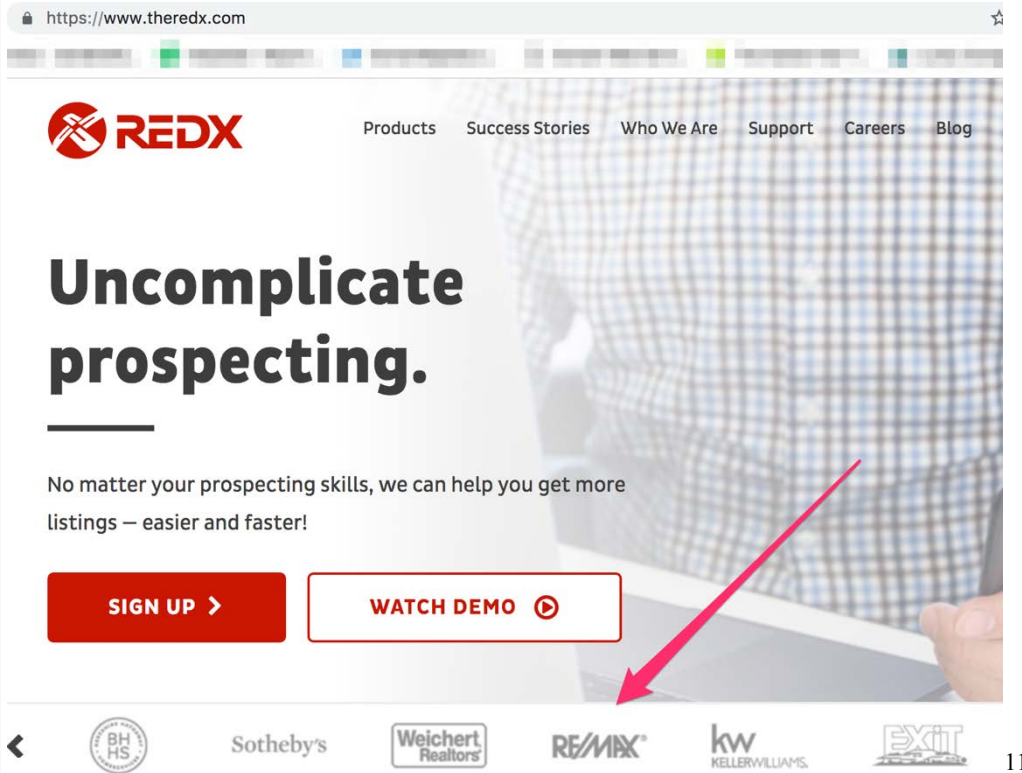 https://www.theredx.com
REDX
Products Success Stories Who We Are Support Careers Blog
Uncomplicate
prospecting.
No matter your prospecting skills, we can help you get more
listings — easier and faster!
SIGN UP
WATCH DEMO
BH
HS
Sotheby's
Weichert
Realtors®
RE/MAX®
kw
KELLERWILLIAMS.
EXIT
11